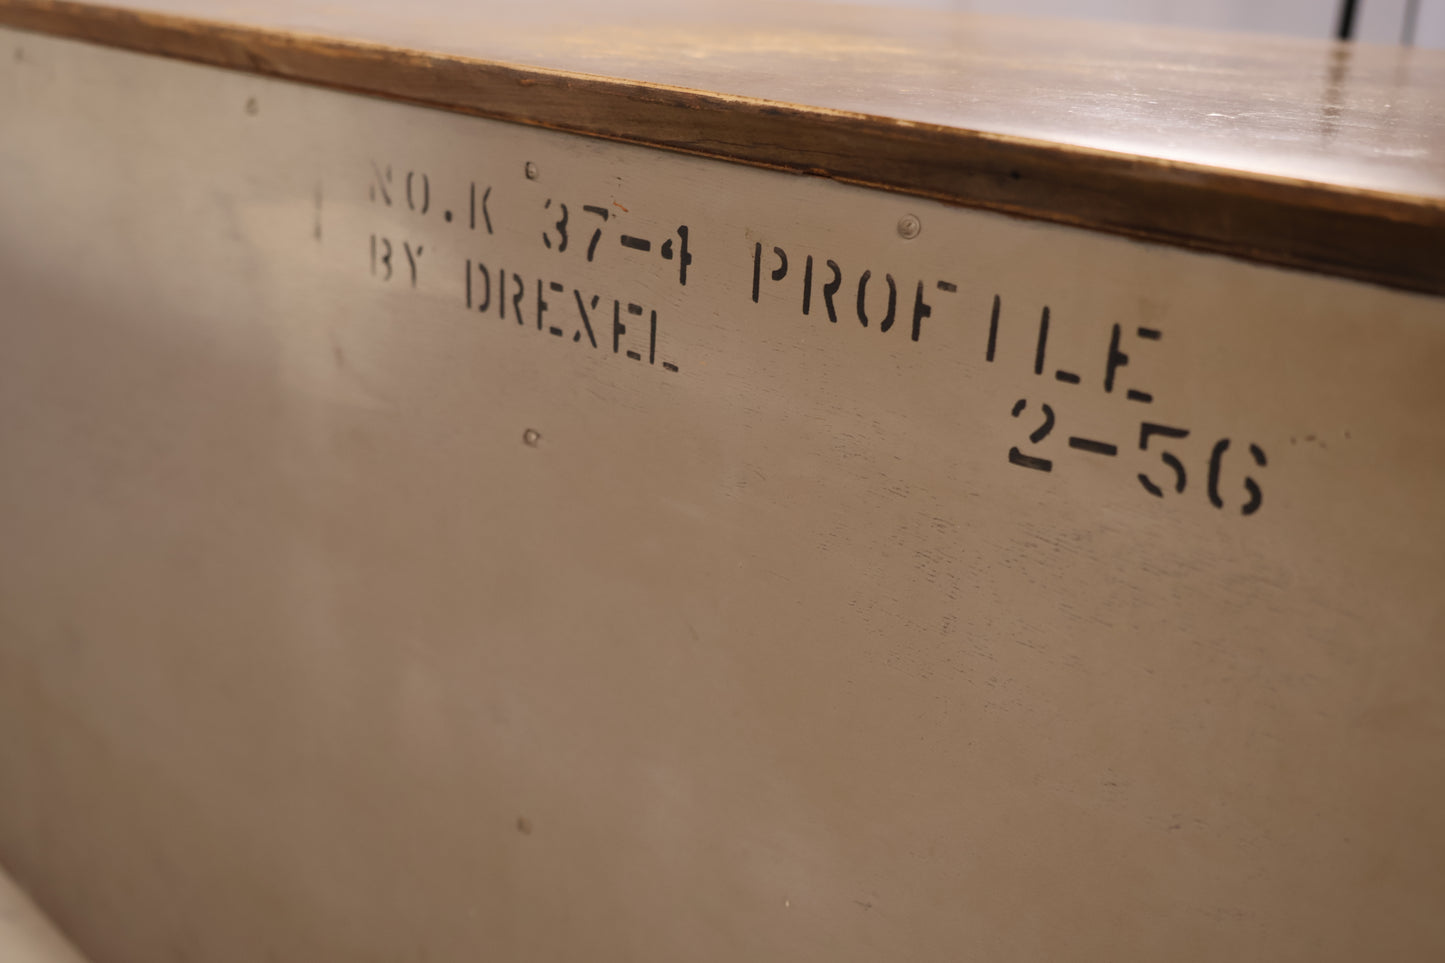 NO.K 37-4 PROFILE
BY DREXEL
2-56